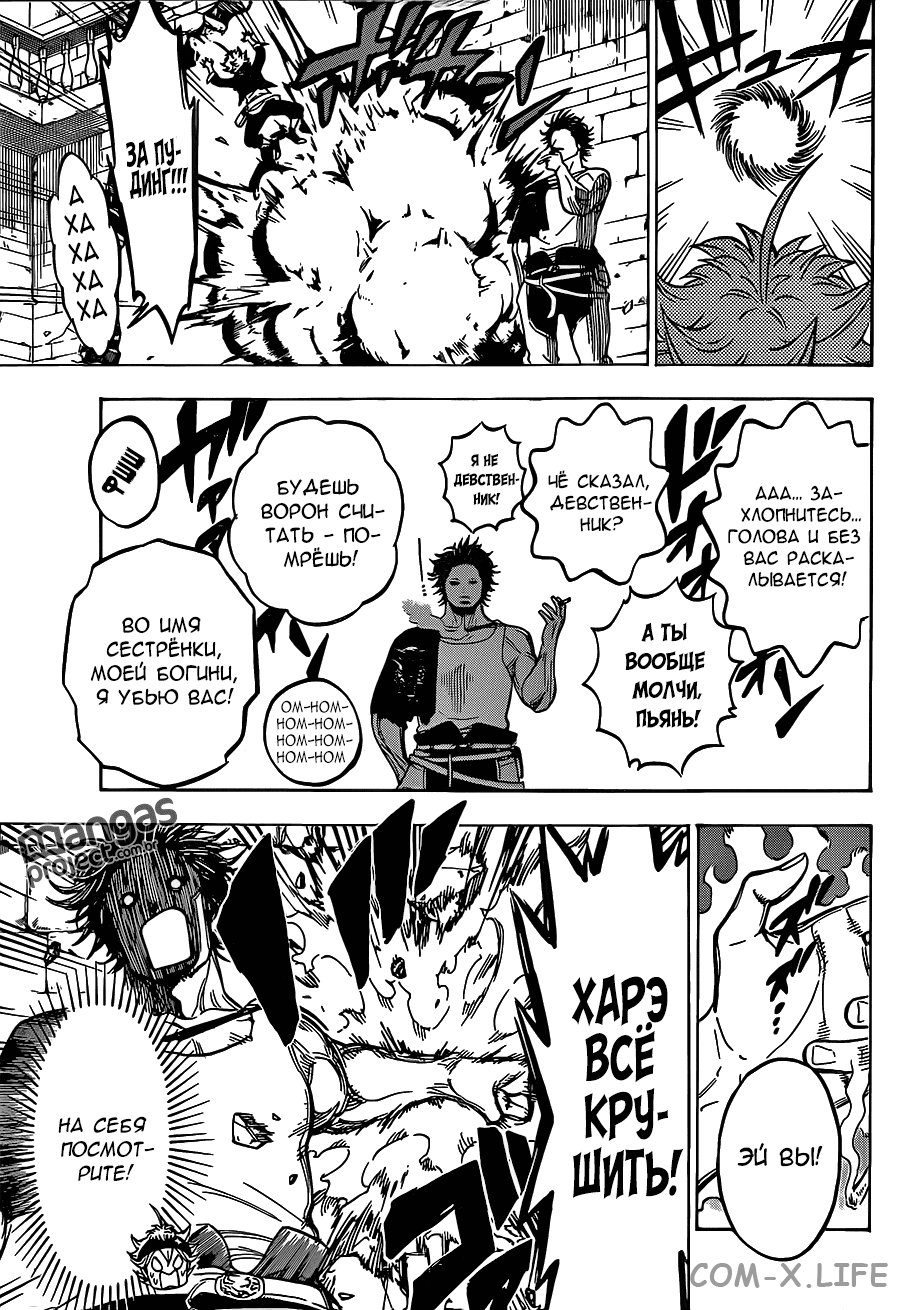 ЗА ПУ-
ДИНГ!!!
А
ХА
ХА
ХА
ХА
ААА... ЗА-
ХЛОПНИТЕСЬ...
ГОЛОВА И БЕЗ
ВАС РАСКА-
ЛЫВАЕТСЯ!
А ТЫ
ВООБЩЕ
МОЛЧИ,
ПЬЯНЬ!
ЧЁ СКАЗАЛ,
ДЕВСТВЕН-
НИК?
Я НЕ
ДЕВСТВЕН-
НИК!
БУДЕШЬ
ВОРОН СЧИ-
ТАТЬ - ПО-
МРЁШЬ!
ОМ-НОМ-
НОМ-НОМ-
НОМ-НОМ-
НОМ-НОМ
ВО ИМЯ
СЕСТРЁНКИ,
МОЕЙ БОГИНИ,
Я УБЬЮ ВАС!
ЭЙ ВЫ!
ХАРЭ
ВСЁ
КРУ-
ШИТЬ!
НА СЕБЯ
ПОСМОТ-
РИТЕ!
mangas
project.com.br
COM-X.LIFE